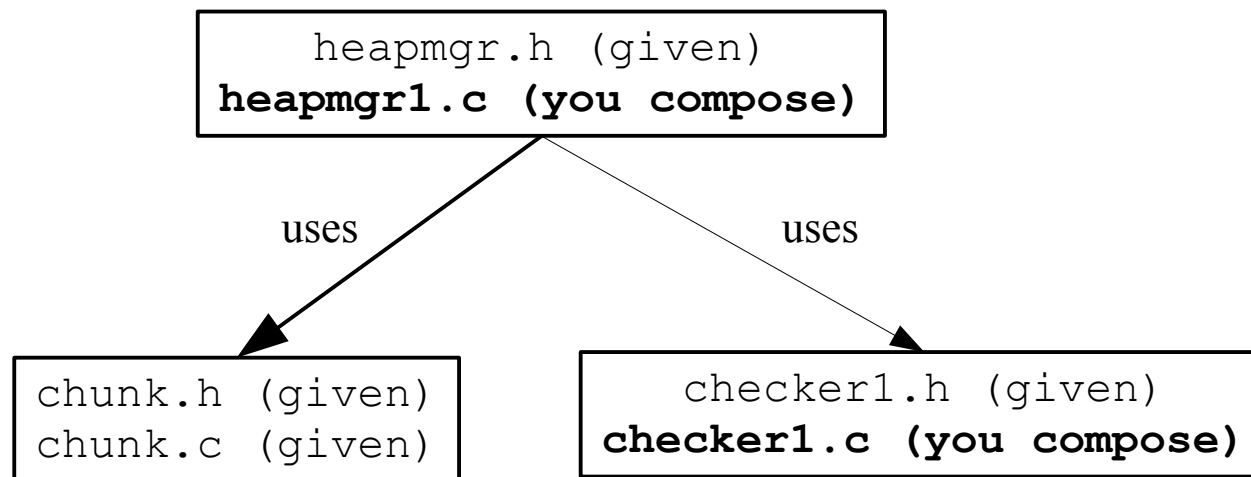 heapmgr.h (given)
heapmgr1.c (you compose)
uses
uses
chunk.h (given)
chunk.c (given)
checker1.h (given)
checker1.c (you compose)